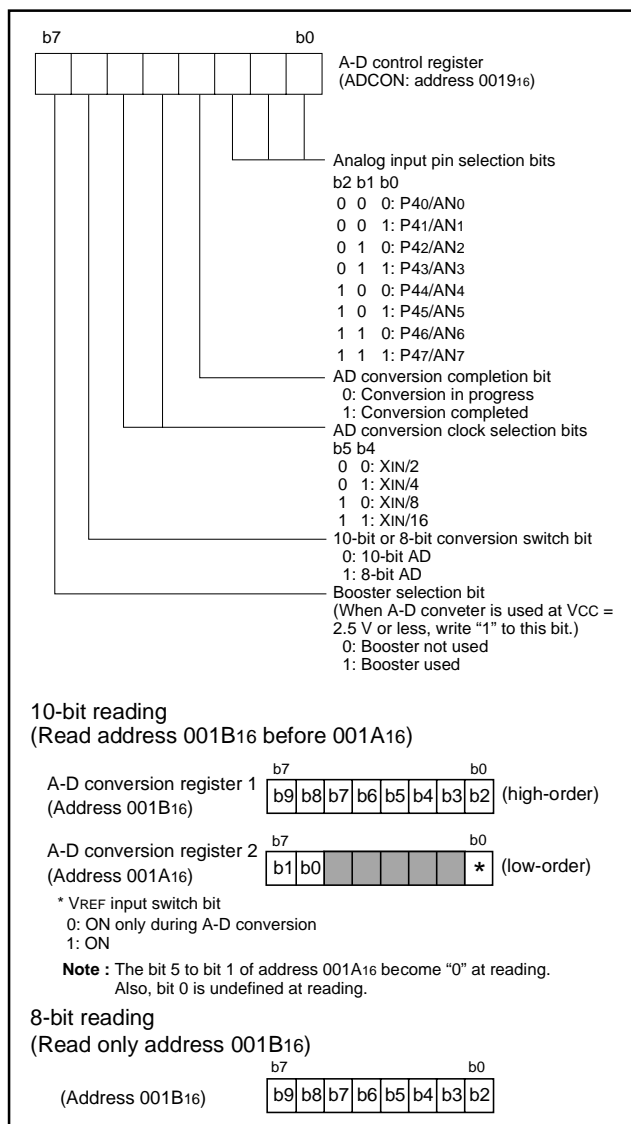 b7 b0
A-D control register
(ADCON: address 001916)
Analog input pin selection bits
b2 b1 b0
0 0 0: P40/AN0
0 0 1: P41/AN1
0 1 0: P42/AN2
0 1 1: P43/AN3
1 0 0: P44/AN4
1 0 1: P45/AN5
1 1 0: P46/AN6
1 1 1: P47/AN7
AD conversion completion bit
0: Conversion in progress
1: Conversion completed
AD conversion clock selection bits
b5 b4
0 0: XIN/2
0 1: XIN/4
1 0: XIN/8
1 1: XIN/16
10-bit or 8-bit conversion switch bit
0: 10-bit AD
1: 8-bit AD
Booster selection bit
(When A-D conveter is used at VCC =
2.5 V or less, write “1” to this bit.)
0: Booster not used
1: Booster used
10-bit reading
(Read address 001B16 before 001A16)
b7 b0
A-D conversion register 1
(Address 001B16)
b9 b8 b7 b6 b5 b4 b3 b2 (high-order)
b7 b0
A-D conversion register 2
(Address 001A16)
b1 b0 * (low-order)
* VREF input switch bit
0: ON only during A-D conversion
1: ON
Note : The bit 5 to bit 1 of address 001A16 become “0” at reading.
Also, bit 0 is undefined at reading.
8-bit reading
(Read only address 001B16)
b7 b0
(Address 001B16) b9 b8 b7 b6 b5 b4 b3 b2